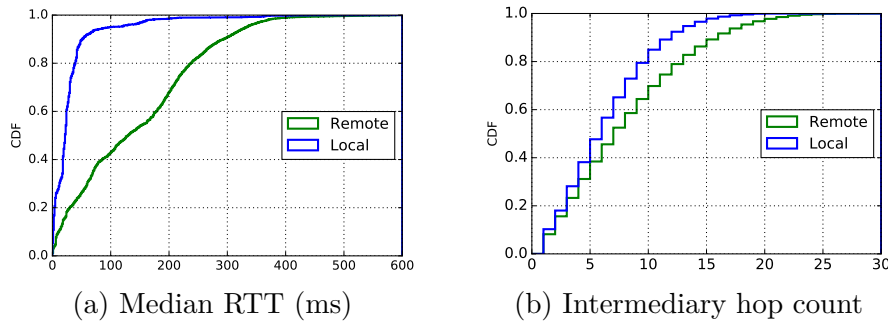 1.0
0.8
0.6
0.4
0.2
0.0
CDF
Remote
Local
0 100 200 300 400 500 600
(a) Median RTT (ms)
1.0
0.8
0.6
0.4
0.2
0.0
CDF
Remote
Local
0 5 10 15 20 25 30
(b) Intermediary hop count